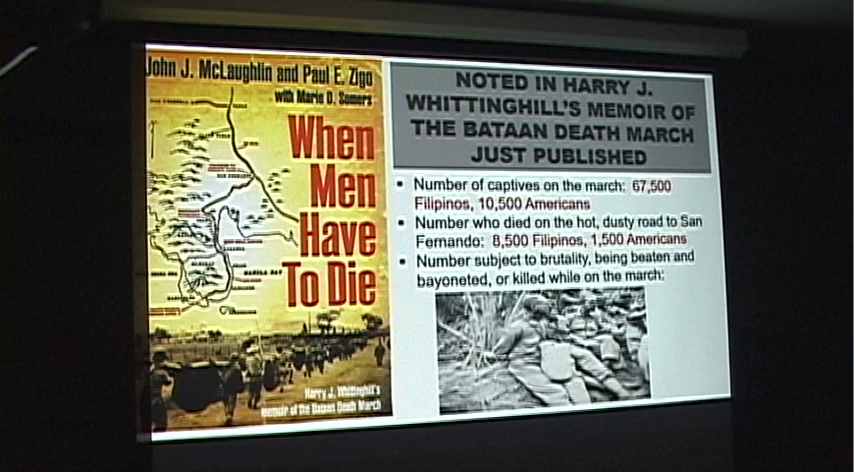 John J. McLaughlin and Paul E. Zigo
with Marie D. Somers
When
Men
Have
To Die
MANILA BAY
Harry J. Whittinghil's
memoir of the Bataan Death March
NOTED IN HARRY J.
WHITTINGHILL'S MEMOIR OF
THE BATAAN DEATH MARCH
JUST PUBLISHED
▪ Number of captives on the march: 67,500
Filipinos, 10,500 Americans
▪ Number who died on the hot, dusty road to San
Fernando: 8,500 Filipinos, 1,500 Americans
▪ Number subject to brutality, being beaten and
bayoneted, or killed while on the march: